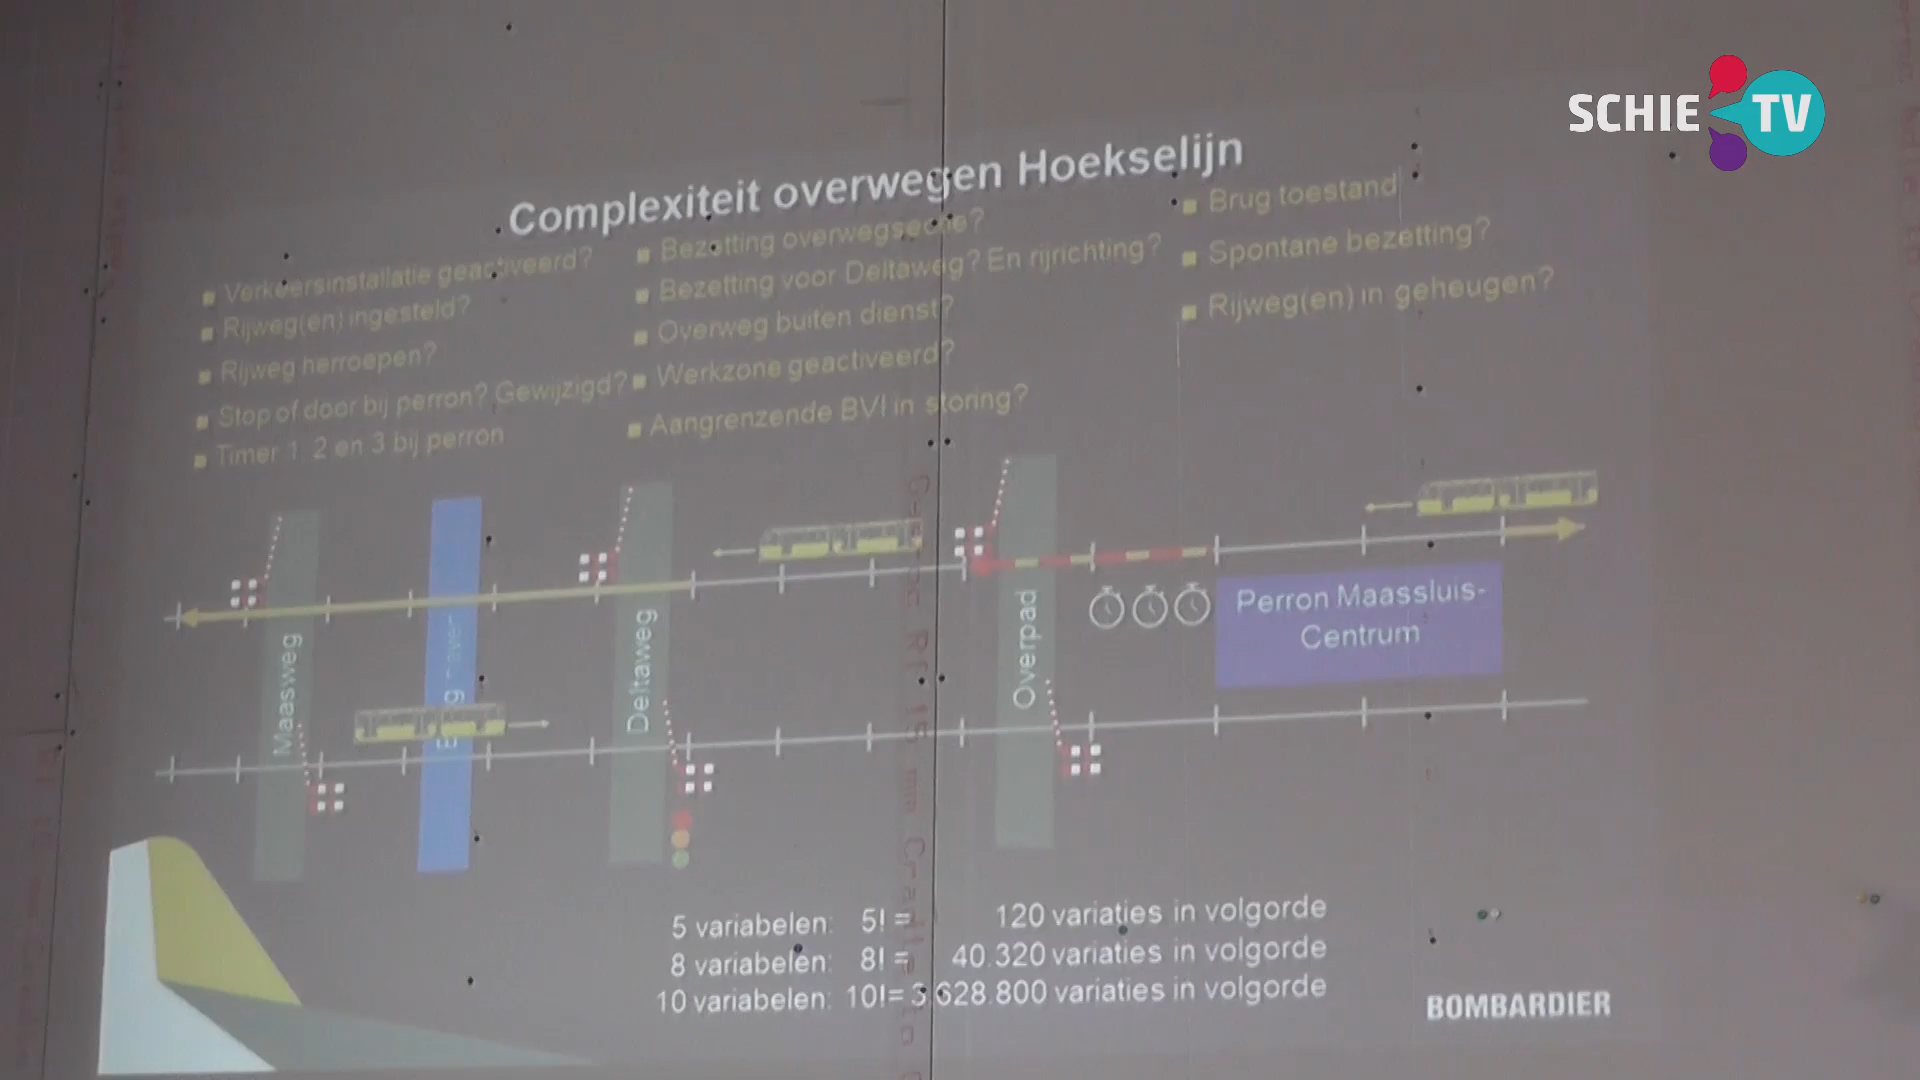 SCHIE TV
Complexiteit overwegen Hoekselijn
Verkeersinstallatie geactiveerd?
Rijweg(en) ingesteld?
Rijweg herroepen?
Stop of door bij perron? Gewijzigd?
Timer 1 2 en 3 bij perron
Bezetting overwegsectie?
Bezetting voor Deltaweg? En rijrichting?
Overweg buiten dienst?
Werkzone geactiveerd?
Aangrenzende BVI in storing?
Brug toestand
Spontane bezetting?
Rijweg(en) in geheugen?
Maasweg
Deltaweg
Overpad
Perron Maassluis-
Centrum
5 variabelen: 5! = 120 variaties in volgorde
8 variabelen: 8! = 40.320 variaties in volgorde
10 variabelen: 10! = 3.628.800 variaties in volgorde
BOMBARDIER